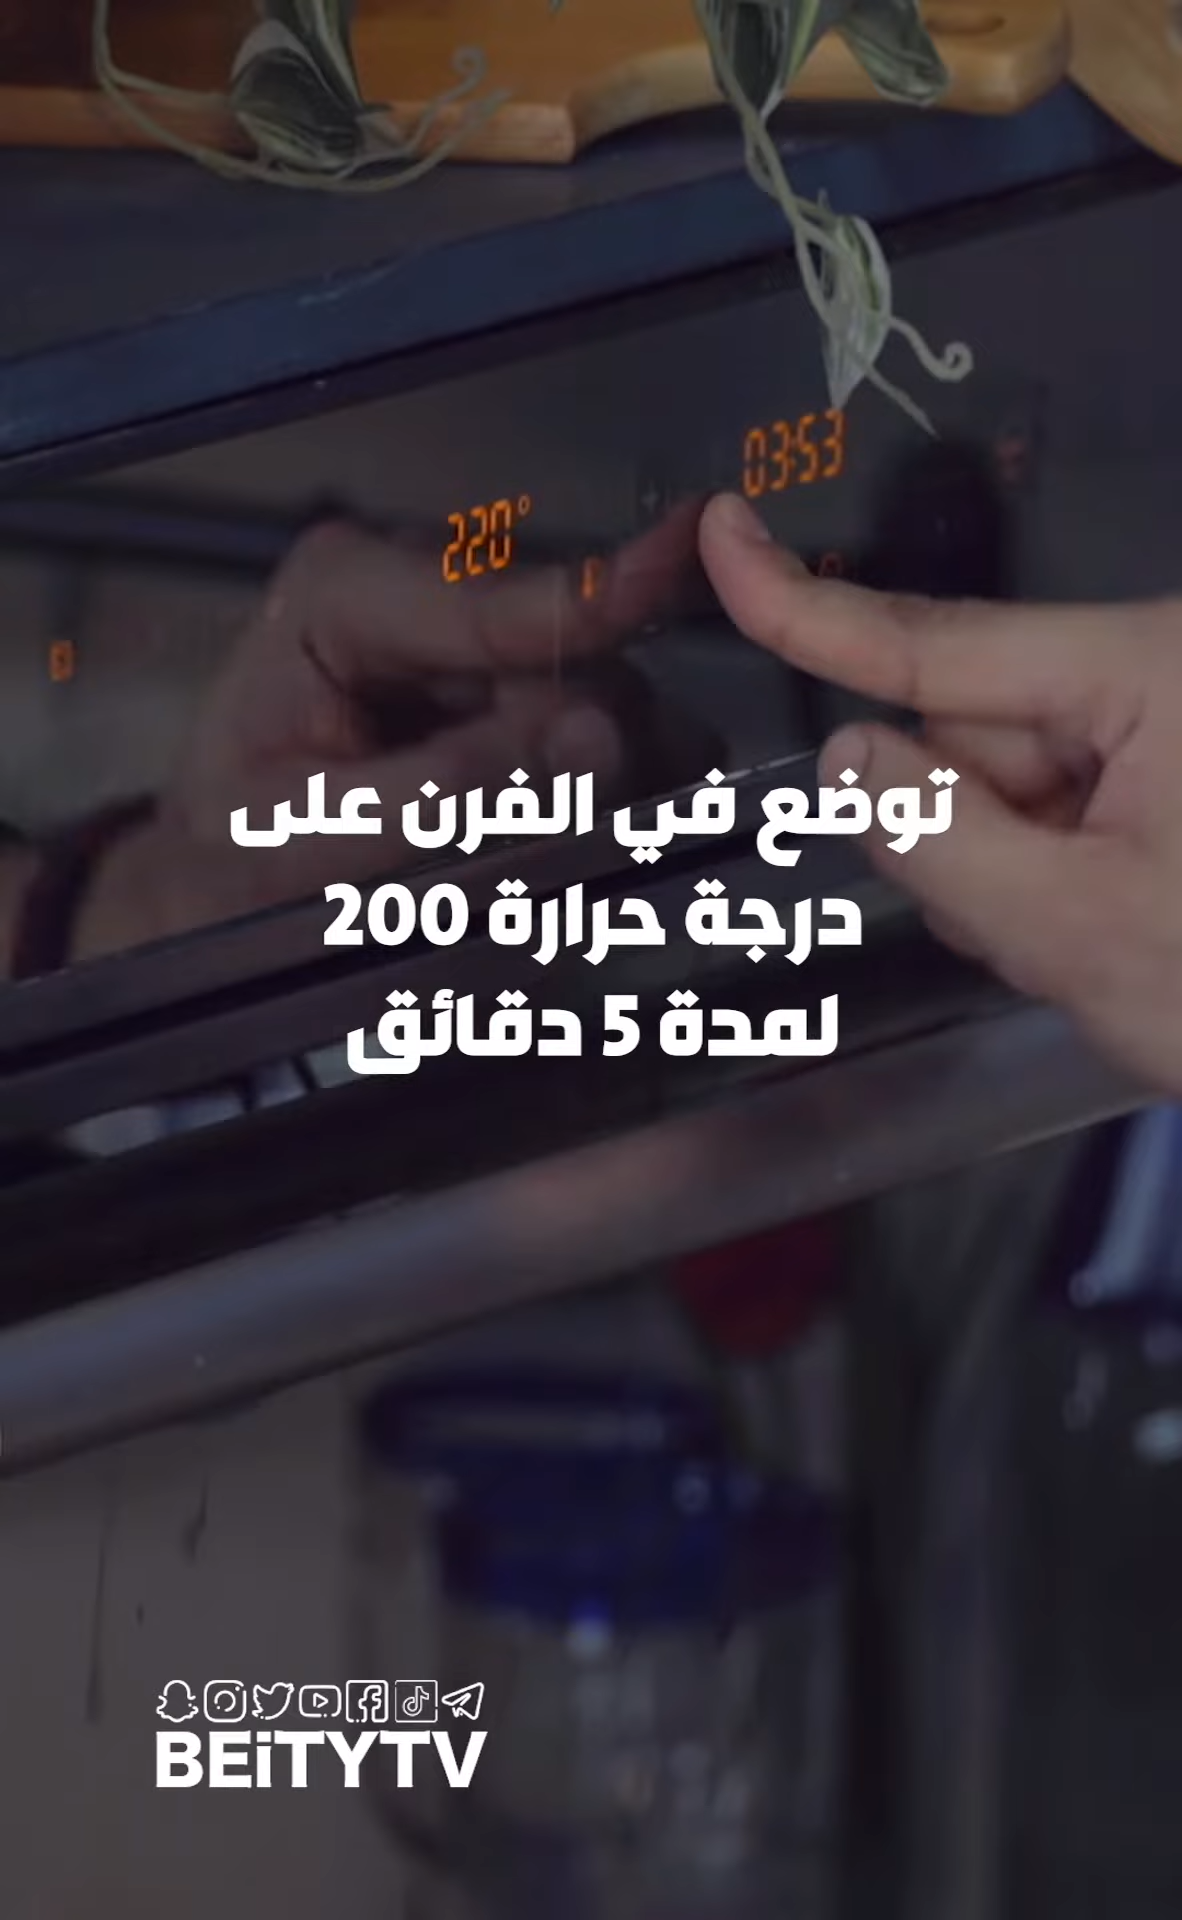 03:53
220°
توضع في الفرن على
درجة حرارة 200
لمدة 5 دقائق
BEiTYTV